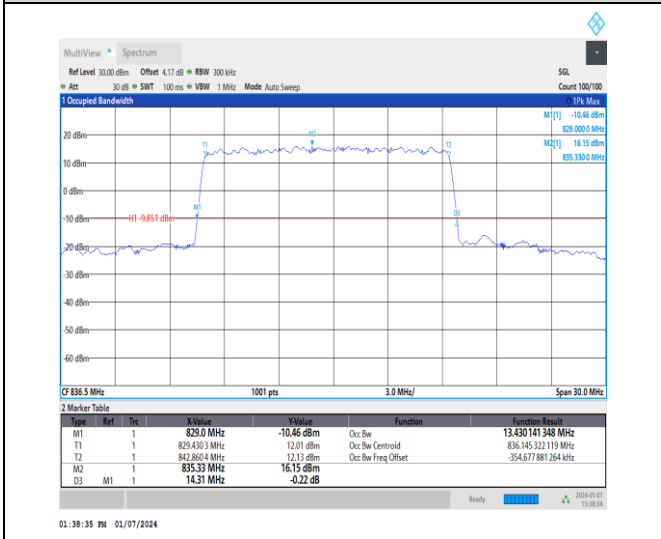 MultiView Spectrum
Ref Level 30.00 dBm Offset 4.17 dB RBW 300 kHz SGL
Att 30 dB SWT 100 ms VBW 1 MHz Mode Auto Sweep Count 100/100
1 Occupied Bandwidth 1Pk Max
M1[1] -10.46 dBm
829.000 0 MHz
M2[1] 16.15 dBm
835.330 0 MHz
20 dBm
T1 M2 T2
10 dBm
0 dBm
M1 D3
-10 dBm H1 -9.851 dBm
-20 dBm
-30 dBm
-40 dBm
-50 dBm
-60 dBm
CF 836.5 MHz 1001 pts 3.0 MHz/ Span 30.0 MHz
2 Marker Table
Type Ref Trc X-Value Y-Value Function Function Result
M1 1 829.0 MHz -10.46 dBm Occ Bw 13.430 141 348 MHz
T1 1 829.430 3 MHz 12.01 dBm Occ Bw Centroid 836.145 322 119 MHz
T2 1 842.860 4 MHz 12.13 dBm Occ Bw Freq Offset -354.677 881 264 kHz
M2 1 835.33 MHz 16.15 dBm
D3 M1 1 14.31 MHz -0.22 dB
Ready 2024-01-07
13:38:34
01:38:35 PM 01/07/2024